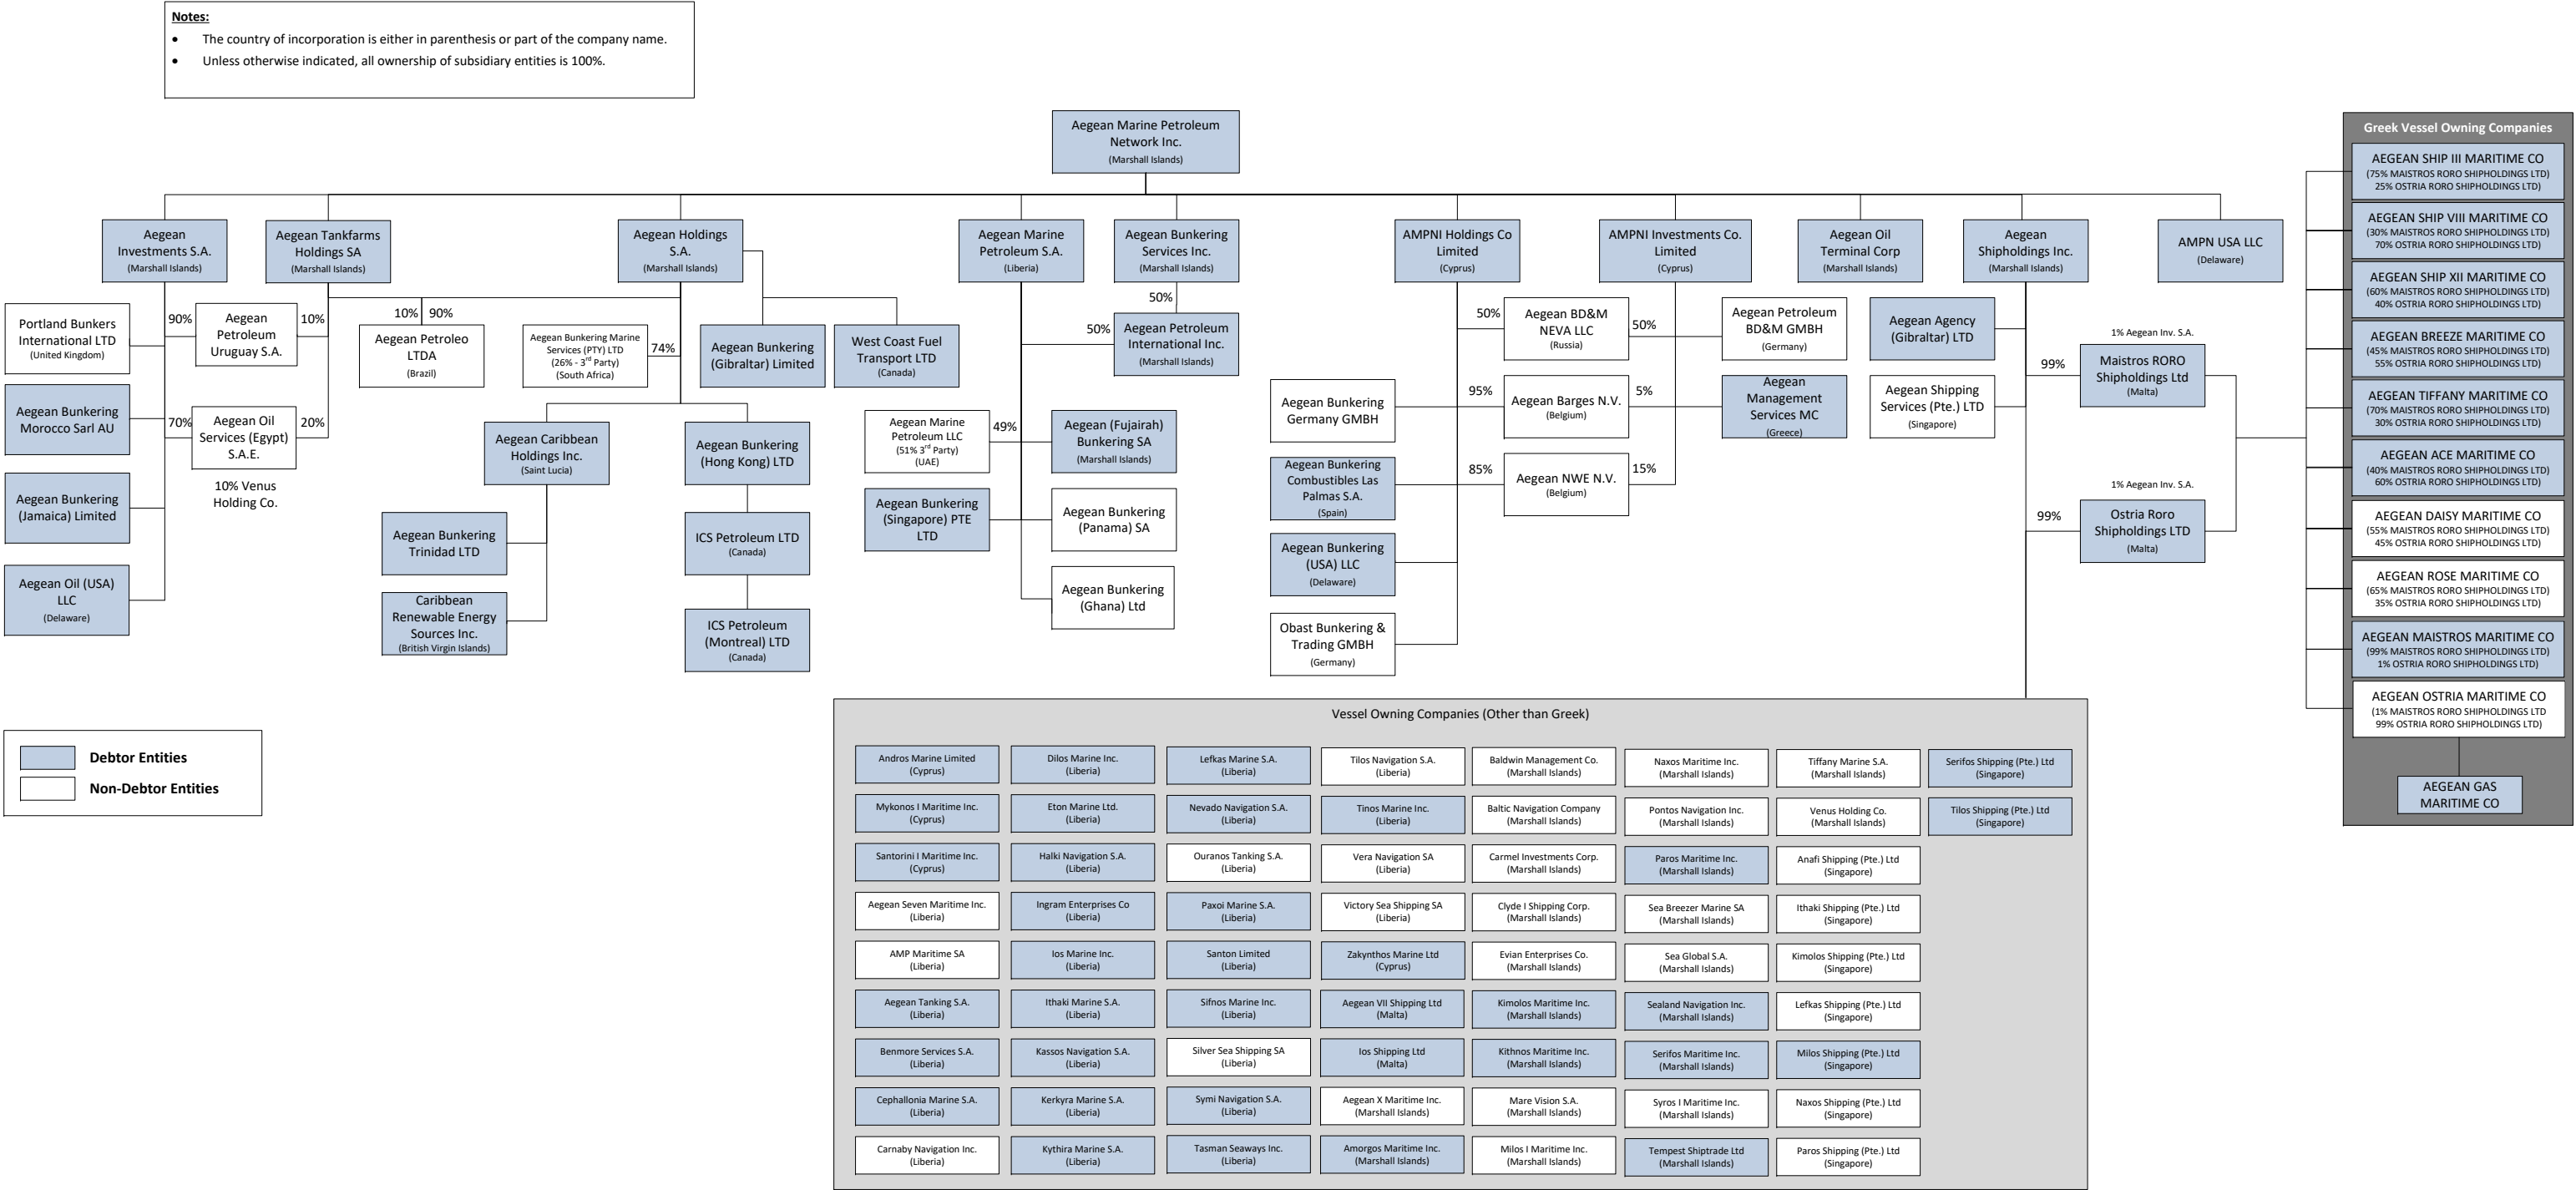 Notes:
• The country of incorporation is either in parenthesis or part of the company name.
• Unless otherwise indicated, all ownership of subsidiary entities is 100%.
Aegean Marine Petroleum
Network Inc.
(Marshall Islands)
Aegean
Investments S.A.
(Marshall Islands)
Aegean Tankfarms
Holdings SA
(Marshall Islands)
Aegean Holdings
S.A.
(Marshall Islands)
Aegean Marine
Petroleum S.A.
(Liberia)
Aegean Bunkering
Services Inc.
(Marshall Islands)
AMPNI Holdings Co
Limited
(Cyprus)
AMPNI Investments Co.
Limited
(Cyprus)
Aegean Oil
Terminal Corp
(Marshall Islands)
Aegean
Shipholdings Inc.
(Marshall Islands)
AMPN USA LLC
(Delaware)
Portland Bunkers
International LTD
(United Kingdom)
Aegean Bunkering
Morocco Sarl AU
Aegean Bunkering
(Jamaica) Limited
Aegean Oil (USA)
LLC
(Delaware)
90%
Aegean
Petroleum
Uruguay S.A.
10%
70%
Aegean Oil
Services (Egypt)
S.A.E.
20%
10% Venus
Holding Co.
10%
90%
Aegean Petroleo
LTDA
(Brazil)
Aegean Bunkering Marine
Services (PTY) LTD
(26% - 3rd Party)
(South Africa)
74%
Aegean Bunkering
(Gibraltar) Limited
West Coast Fuel
Transport LTD
(Canada)
Aegean Caribbean
Holdings Inc.
(Saint Lucia)
Aegean Bunkering
(Hong Kong) LTD
Aegean Bunkering
Trinidad LTD
Caribbean
Renewable Energy
Sources Inc.
(British Virgin Islands)
ICS Petroleum LTD
(Canada)
ICS Petroleum
(Montreal) LTD
(Canada)
50%
50%
Aegean Petroleum
International Inc.
(Marshall Islands)
Aegean Marine
Petroleum LLC
(51% 3rd Party)
(UAE)
49%
Aegean (Fujairah)
Bunkering SA
(Marshall Islands)
Aegean Bunkering
(Singapore) PTE
LTD
Aegean Bunkering
(Panama) SA
Aegean Bunkering
(Ghana) Ltd
50%
Aegean BD&M
NEVA LLC
(Russia)
50%
Aegean Petroleum
BD&M GMBH
(Germany)
Aegean Bunkering
Germany GMBH
95%
Aegean Barges N.V.
(Belgium)
5%
Aegean
Management
Services MC
(Greece)
Aegean Bunkering
Combustibles Las
Palmas S.A.
(Spain)
85%
Aegean NWE N.V.
(Belgium)
15%
Aegean Bunkering
(USA) LLC
(Delaware)
Obast Bunkering &
Trading GMBH
(Germany)
Aegean Agency
(Gibraltar) LTD
Aegean Shipping
Services (Pte.) LTD
(Singapore)
99%
1% Aegean Inv. S.A.
Maistros RORO
Shipholdings Ltd
(Malta)
99%
1% Aegean Inv. S.A.
Ostria Roro
Shipholdings LTD
(Malta)
Greek Vessel Owning Companies
AEGEAN SHIP III MARITIME CO
(75% MAISTROS RORO SHIPHOLDINGS LTD)
25% OSTRIA RORO SHIPHOLDINGS LTD)
AEGEAN SHIP VIII MARITIME CO
(30% MAISTROS RORO SHIPHOLDINGS LTD)
70% OSTRIA RORO SHIPHOLDINGS LTD)
AEGEAN SHIP XII MARITIME CO
(60% MAISTROS RORO SHIPHOLDINGS LTD)
40% OSTRIA RORO SHIPHOLDINGS LTD)
AEGEAN BREEZE MARITIME CO
(45% MAISTROS RORO SHIPHOLDINGS LTD)
55% OSTRIA RORO SHIPHOLDINGS LTD)
AEGEAN TIFFANY MARITIME CO
(70% MAISTROS RORO SHIPHOLDINGS LTD)
30% OSTRIA RORO SHIPHOLDINGS LTD)
AEGEAN ACE MARITIME CO
(40% MAISTROS RORO SHIPHOLDINGS LTD)
60% OSTRIA RORO SHIPHOLDINGS LTD)
AEGEAN DAISY MARITIME CO
(55% MAISTROS RORO SHIPHOLDINGS LTD)
45% OSTRIA RORO SHIPHOLDINGS LTD)
AEGEAN ROSE MARITIME CO
(65% MAISTROS RORO SHIPHOLDINGS LTD)
35% OSTRIA RORO SHIPHOLDINGS LTD)
AEGEAN MAISTROS MARITIME CO
(99% MAISTROS RORO SHIPHOLDINGS LTD)
1% OSTRIA RORO SHIPHOLDINGS LTD)
AEGEAN OSTRIA MARITIME CO
(1% MAISTROS RORO SHIPHOLDINGS LTD
99% OSTRIA RORO SHIPHOLDINGS LTD)
AEGEAN GAS
MARITIME CO
Debtor Entities
Non-Debtor Entities
Vessel Owning Companies (Other than Greek)
Andros Marine Limited
(Cyprus)
Mykonos I Maritime Inc.
(Cyprus)
Santorini I Maritime Inc.
(Cyprus)
Aegean Seven Maritime Inc.
(Liberia)
AMP Maritime SA
(Liberia)
Aegean Tanking S.A.
(Liberia)
Benmore Services S.A.
(Liberia)
Cephallonia Marine S.A.
(Liberia)
Carnaby Navigation Inc.
(Liberia)
Dilos Marine Inc.
(Liberia)
Eton Marine Ltd.
(Liberia)
Halki Navigation S.A.
(Liberia)
Ingram Enterprises Co
(Liberia)
Ios Marine Inc.
(Liberia)
Ithaki Marine S.A.
(Liberia)
Kassos Navigation S.A.
(Liberia)
Kerkyra Marine S.A.
(Liberia)
Kythira Marine S.A.
(Liberia)
Lefkas Marine S.A.
(Liberia)
Nevado Navigation S.A.
(Liberia)
Ouranos Tanking S.A.
(Liberia)
Paxoi Marine S.A.
(Liberia)
Santon Limited
(Liberia)
Sifnos Marine Inc.
(Liberia)
Silver Sea Shipping SA
(Liberia)
Symi Navigation S.A.
(Liberia)
Tasman Seaways Inc.
(Liberia)
Tilos Navigation S.A.
(Liberia)
Tinos Marine Inc.
(Liberia)
Vera Navigation SA
(Liberia)
Victory Sea Shipping SA
(Liberia)
Zakynthos Marine Ltd
(Cyprus)
Aegean VII Shipping Ltd
(Malta)
Ios Shipping Ltd
(Malta)
Aegean X Maritime Inc.
(Marshall Islands)
Amorgos Maritime Inc.
(Marshall Islands)
Baldwin Management Co.
(Marshall Islands)
Baltic Navigation Company
(Marshall Islands)
Carmel Investments Corp.
(Marshall Islands)
Clyde I Shipping Corp.
(Marshall Islands)
Evian Enterprises Co.
(Marshall Islands)
Kimolos Maritime Inc.
(Marshall Islands)
Kithnos Maritime Inc.
(Marshall Islands)
Mare Vision S.A.
(Marshall Islands)
Milos I Maritime Inc.
(Marshall Islands)
Naxos Maritime Inc.
(Marshall Islands)
Pontos Navigation Inc.
(Marshall Islands)
Paros Maritime Inc.
(Marshall Islands)
Sea Breezer Marine SA
(Marshall Islands)
Sea Global S.A.
(Marshall Islands)
Sealand Navigation Inc.
(Marshall Islands)
Serifos Maritime Inc.
(Marshall Islands)
Syros I Maritime Inc.
(Marshall Islands)
Tempest Shiptrade Ltd
(Marshall Islands)
Tiffany Marine S.A.
(Marshall Islands)
Venus Holding Co.
(Marshall Islands)
Anafi Shipping (Pte.) Ltd
(Singapore)
Ithaki Shipping (Pte.) Ltd
(Singapore)
Kimolos Shipping (Pte.) Ltd
(Singapore)
Lefkas Shipping (Pte.) Ltd
(Singapore)
Milos Shipping (Pte.) Ltd
(Singapore)
Naxos Shipping (Pte.) Ltd
(Singapore)
Paros Shipping (Pte.) Ltd
(Singapore)
Serifos Shipping (Pte.) Ltd
(Singapore)
Tilos Shipping (Pte.) Ltd
(Singapore)